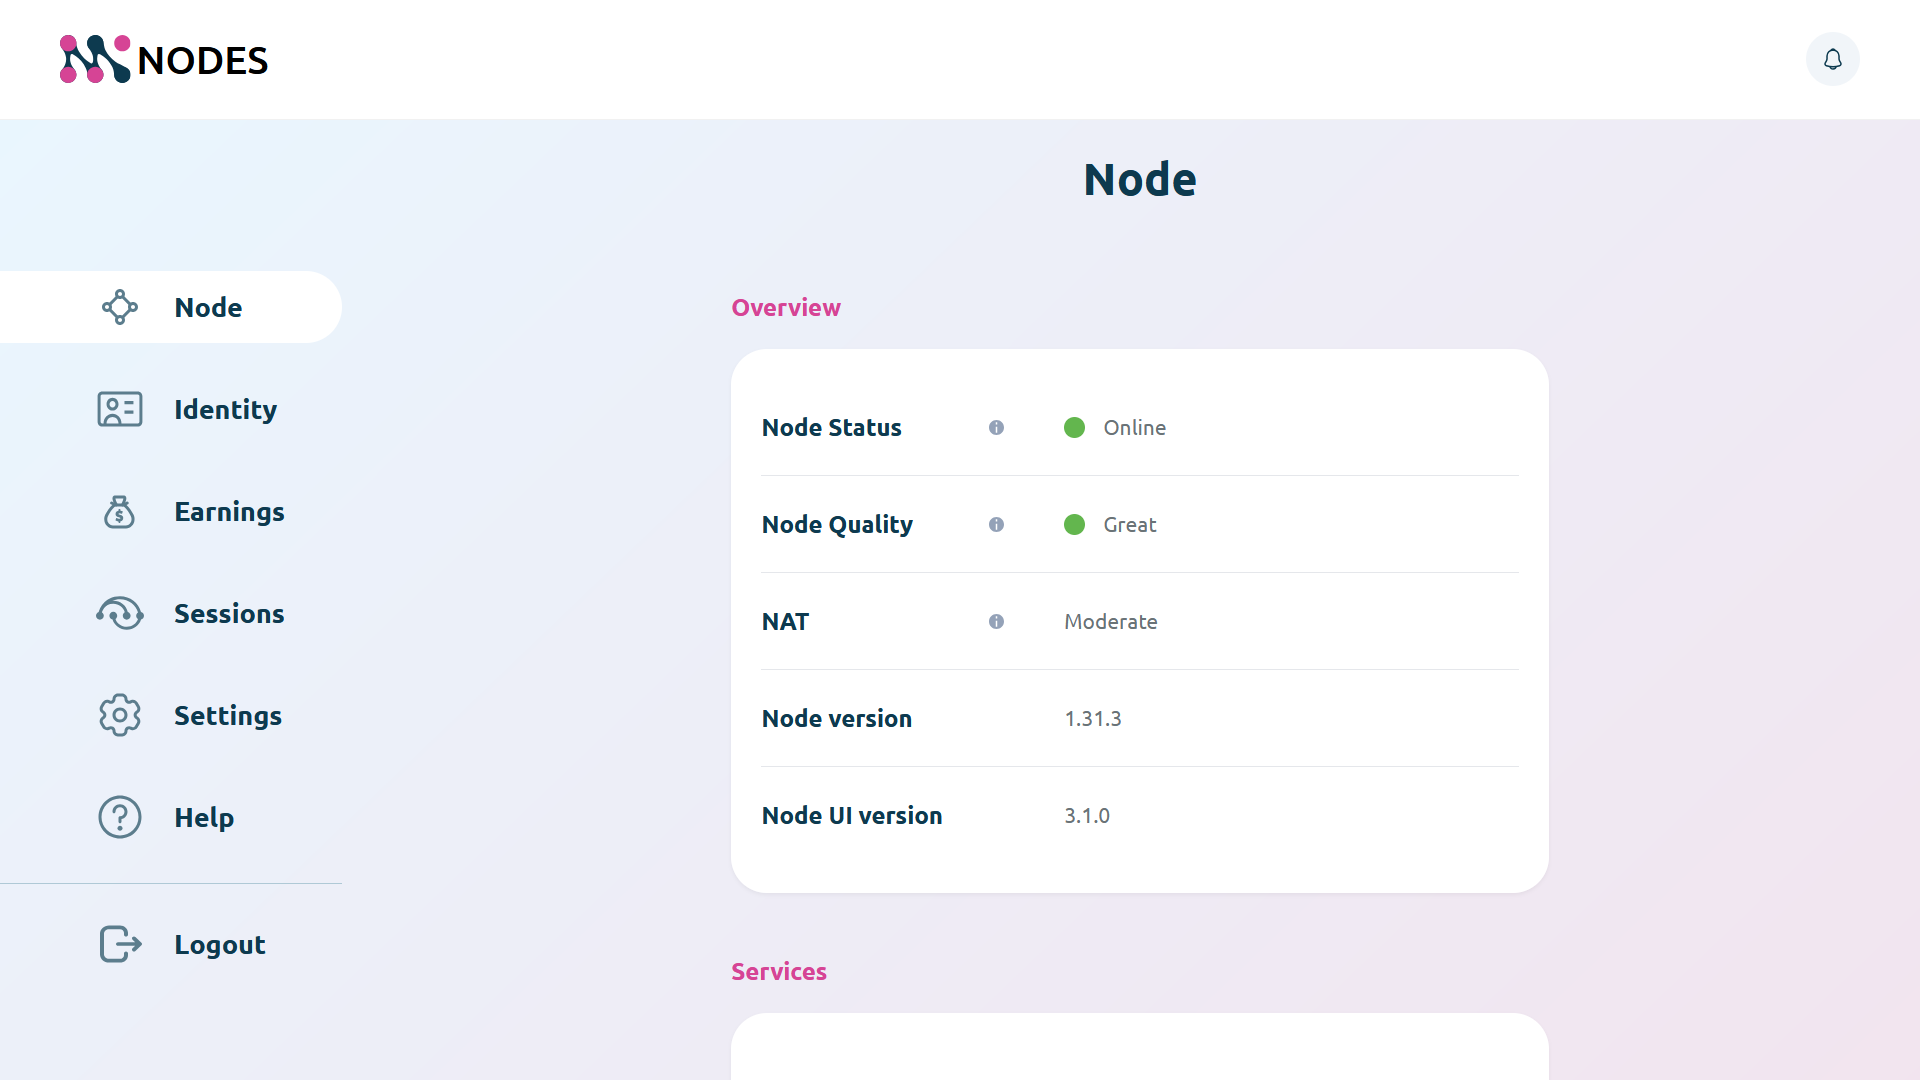 NODES
Node
Node
Identity
Earnings
Sessions
Settings
Help
Logout
Overview
Node Status Online
Node Quality Great
NAT Moderate
Node version 1.31.3
Node UI version 3.1.0
Services